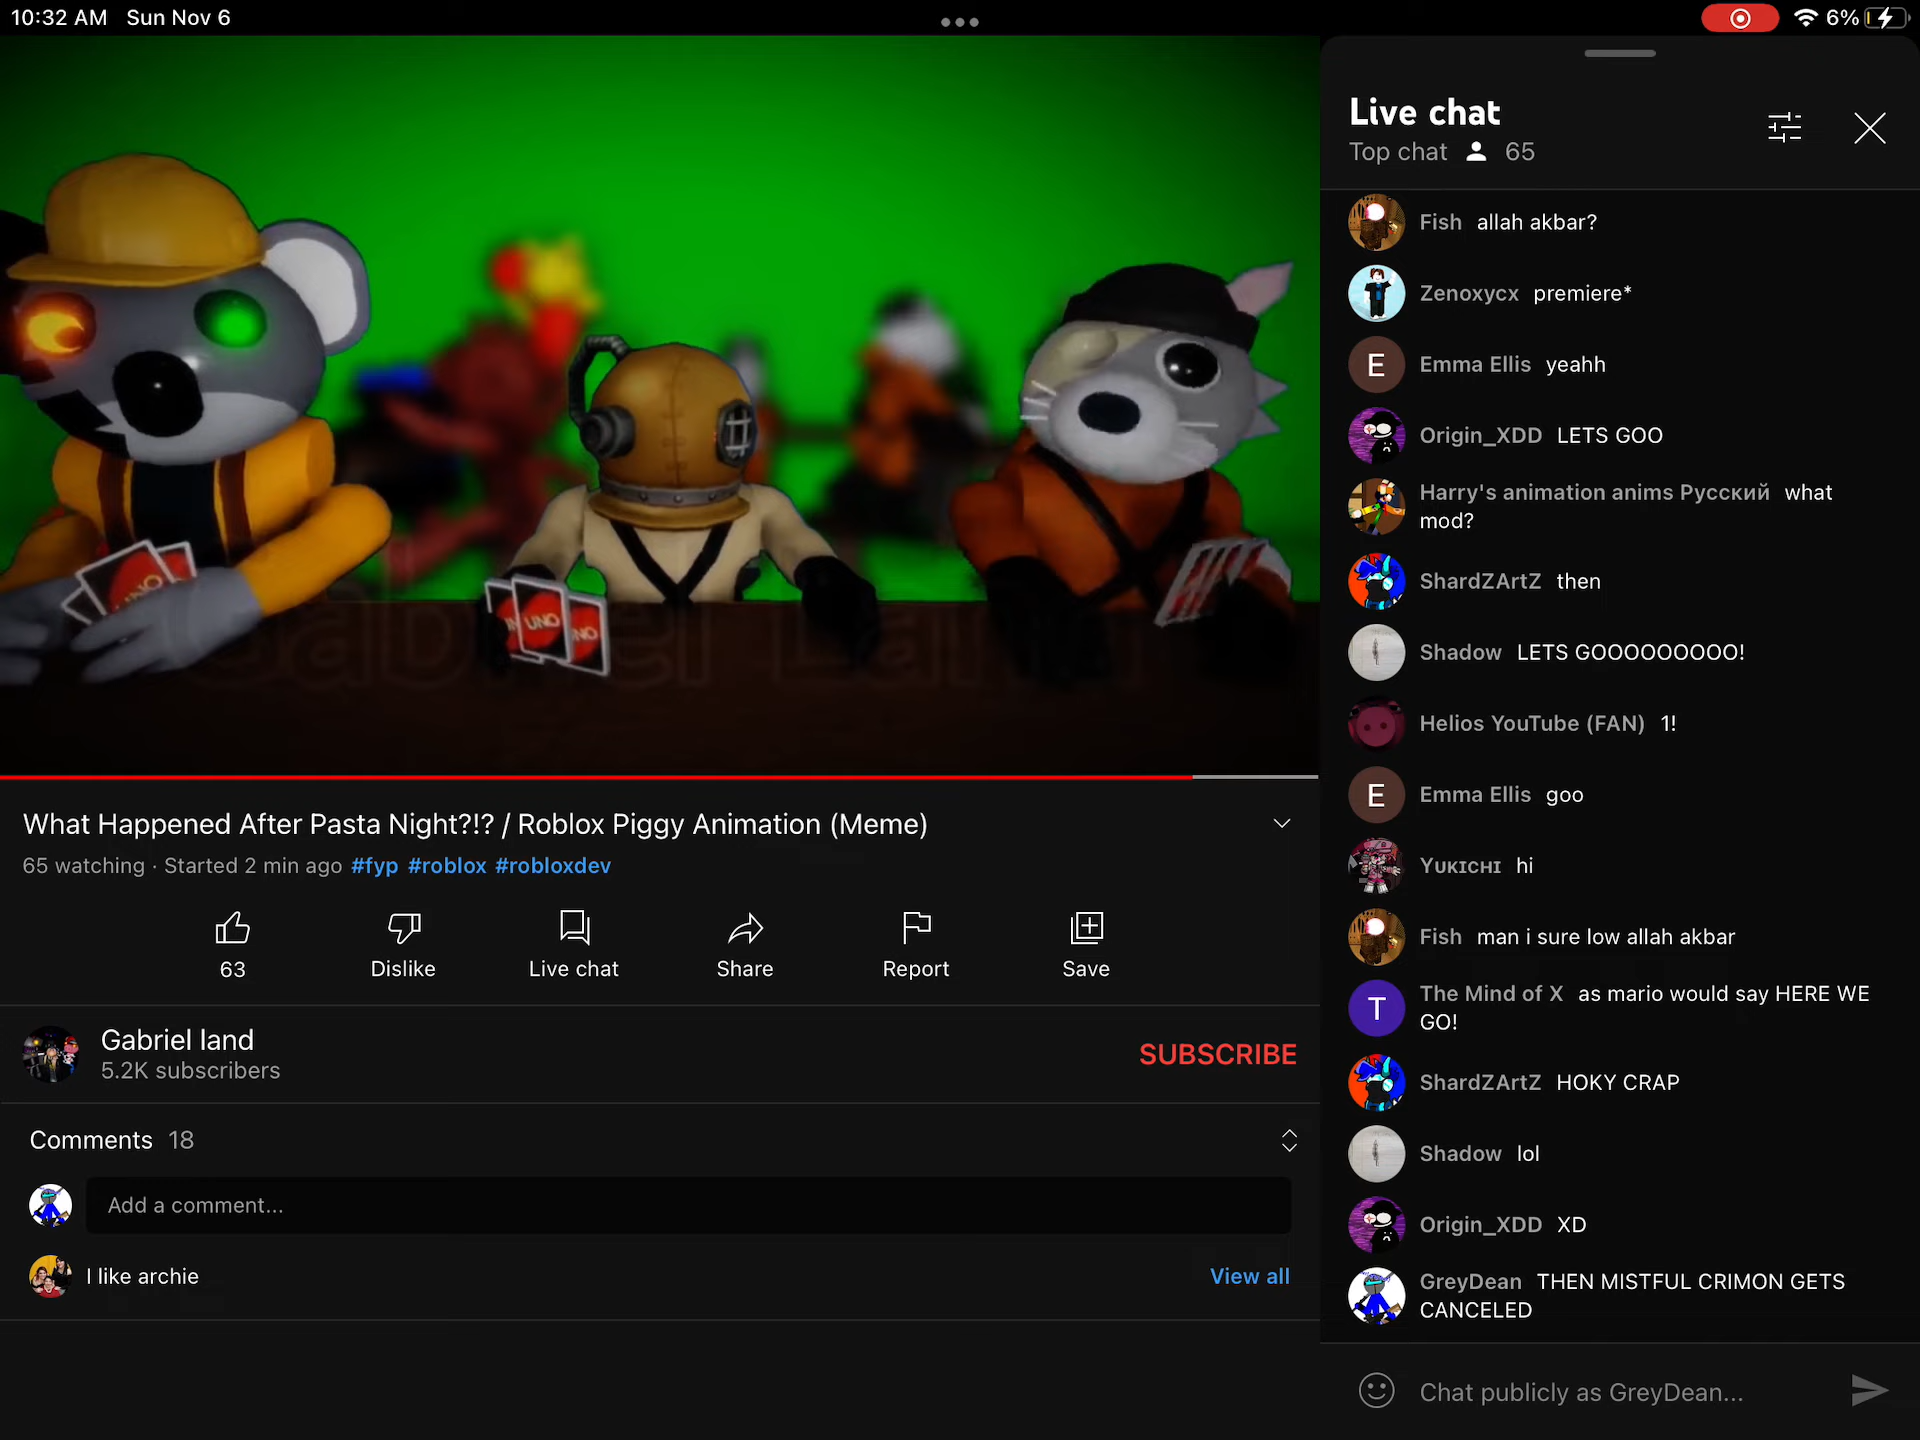 10:32 AM Sun Nov 6
6%
UNO
UNO
NO
Gabriel Land
What Happened After Pasta Night?!? / Roblox Piggy Animation (Meme)
65 watching · Started 2 min ago #fyp #roblox #robloxdev
63
Dislike
Live chat
Share
Report
Save
Gabriel land
5.2K subscribers
SUBSCRIBE
Comments 18
Add a comment...
I like archie
View all
Live chat
Top chat 65
Fish allah akbar?
Zenoxycx premiere*
E
Emma Ellis yeahh
Origin_XDD LETS GOO
Harry's animation anims Русский what
mod?
ShardZArtZ then
Shadow LETS GOOOOOOOOO!
Helios YouTube (FAN) 1!
E
Emma Ellis goo
Yᴜᴋɪᴄʜɪ hi
Fish man i sure low allah akbar
T
The Mind of X as mario would say HERE WE
GO!
ShardZArtZ HOKY CRAP
Shadow lol
Origin_XDD XD
GreyDean THEN MISTFUL CRIMON GETS
CANCELED
Chat publicly as GreyDean...